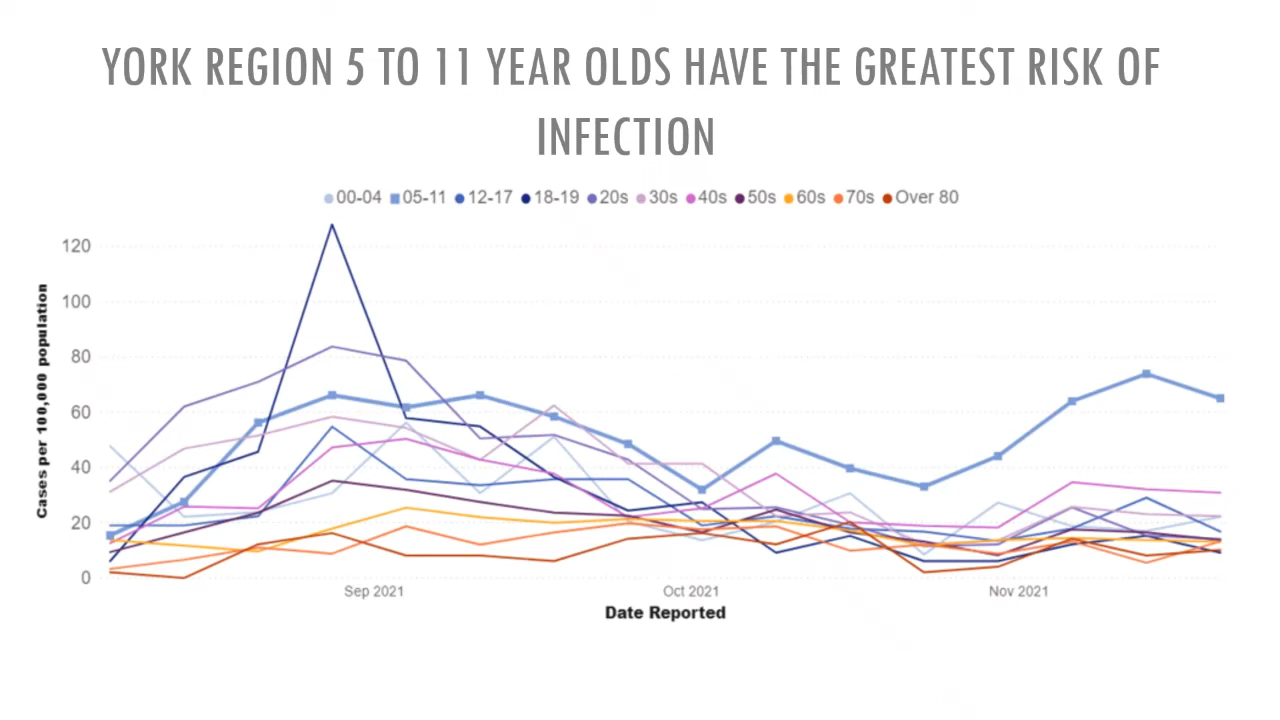 YORK REGION 5 TO 11 YEAR OLDS HAVE THE GREATEST RISK OF
INFECTION
00-04 05-11 12-17 18-19 20s 30s 40s 50s 60s 70s Over 80
120
100
80
60
40
20
0
Cases per 100,000 population
Sep 2021 Oct 2021 Nov 2021
Date Reported